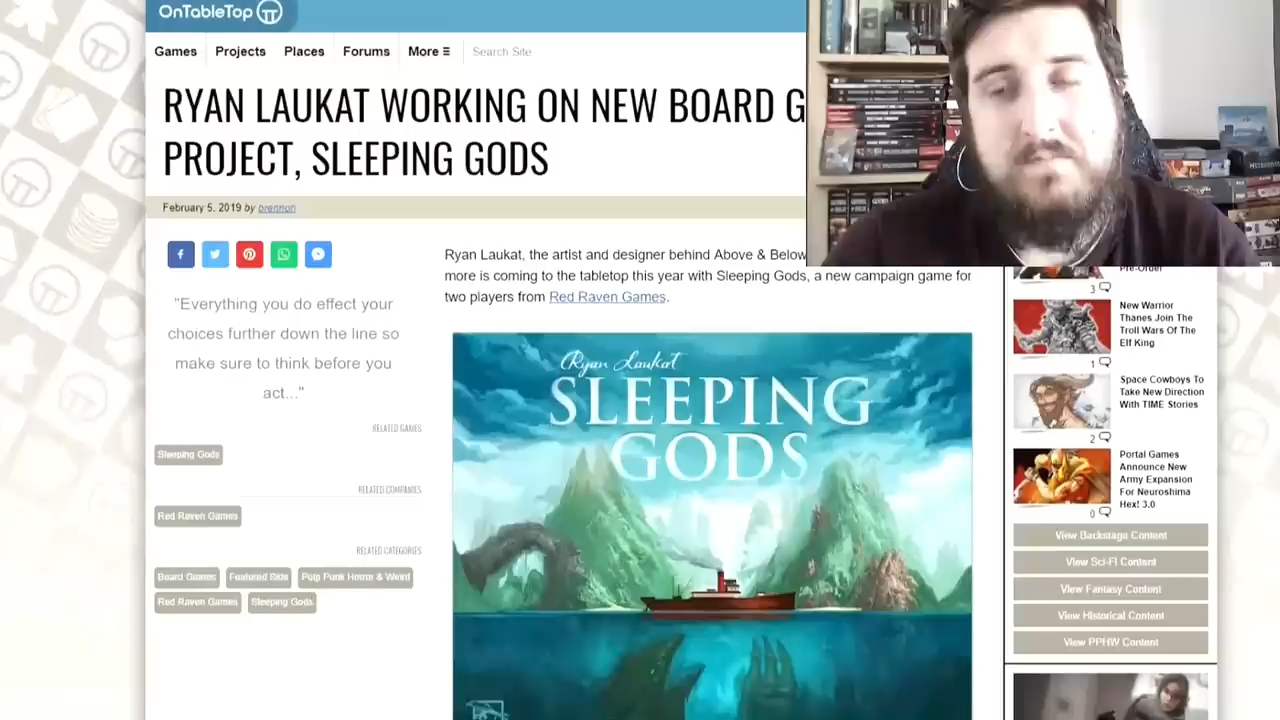 OnTableTop
Games Projects Places Forums More ≡ Search Site
RYAN LAUKAT WORKING ON NEW BOARD G
PROJECT, SLEEPING GODS
February 5, 2019 by brennon
Ryan Laukat, the artist and designer behind Above & Below
more is coming to the tabletop this year with Sleeping Gods, a new campaign game for
two players from Red Raven Games.
"Everything you do effect your
choices further down the line so
make sure to think before you
act..."
RELATED GAMES
Sleeping Gods
RELATED COMPANIES
Red Raven Games
RELATED CATEGORIES
Board Games Featured Side Pulp Punk Horror & Weird
Red Raven Games Sleeping Gods
Ryan Laukat
SLEEPING
GODS
Pre-Order
3
New Warrior
Thanes Join The
Troll Wars Of The
Elf King
1
Space Cowboys To
Take New Direction
With TIME Stories
2
Portal Games
Announce New
Army Expansion
For Neuroshima
Hex! 3.0
0
View Backstage Content
View Sci-Fi Content
View Fantasy Content
View Historical Content
View PPHW Content